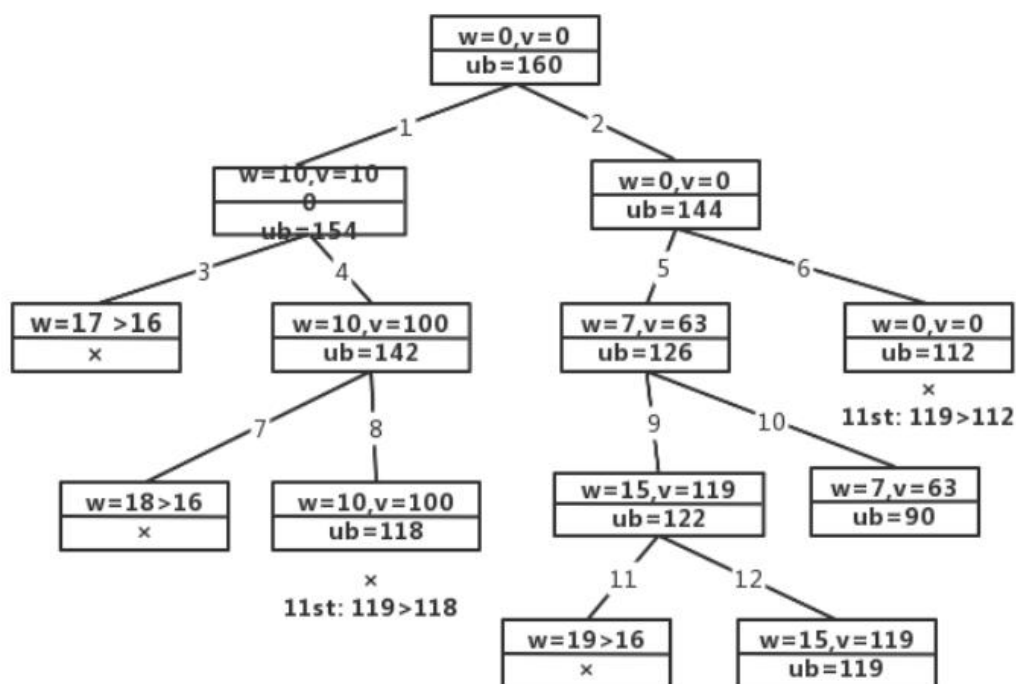 w=0,v=0
ub=160
1
2
w=10,v=10
0
ub=154
w=0,v=0
ub=144
3
4
5
6
w=17 >16
×
w=10,v=100
ub=142
w=7,v=63
ub=126
w=0,v=0
ub=112
×
11st: 119>112
7
8
9
10
w=18>16
×
w=10,v=100
ub=118
×
11st: 119>118
w=15,v=119
ub=122
w=7,v=63
ub=90
11
12
w=19>16
×
w=15,v=119
ub=119